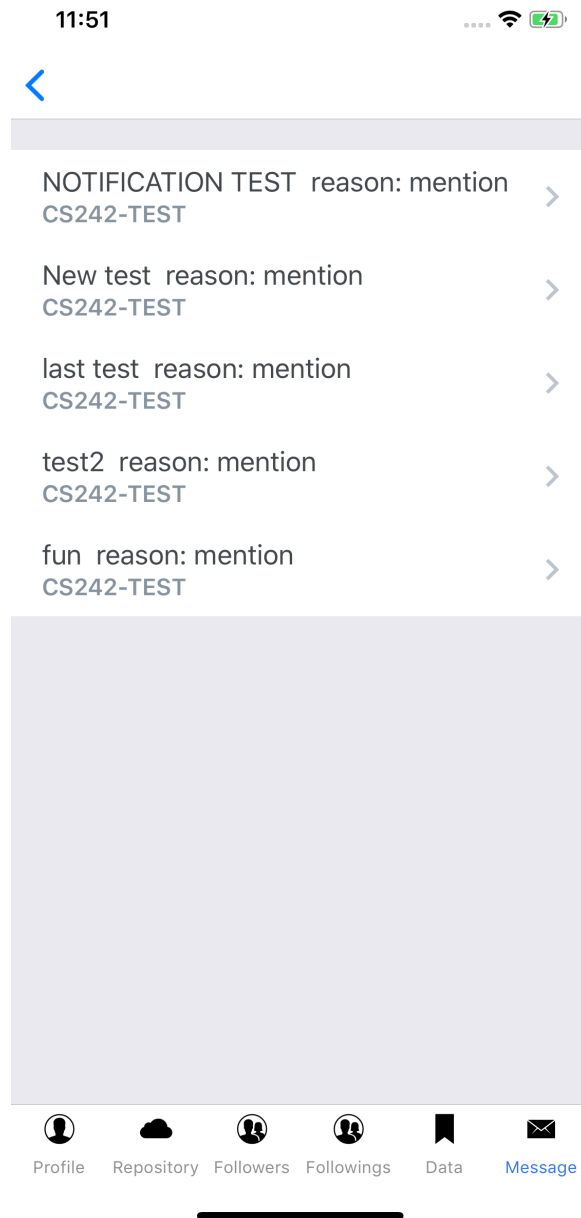 11:51
NOTIFICATION TEST  reason: mention
CS242-TEST
New test  reason: mention
CS242-TEST
last test  reason: mention
CS242-TEST
test2  reason: mention
CS242-TEST
fun  reason: mention
CS242-TEST
Profile Repository Followers Followings Data Message